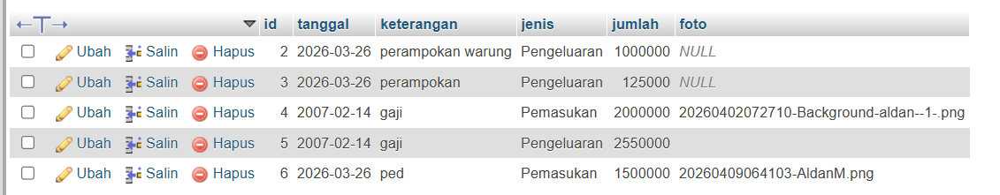 ←T→ id tanggal keterangan jenis jumlah foto
Ubah Salin Hapus 2 2026-03-26 perampokan warung Pengeluaran 1000000 NULL
Ubah Salin Hapus 3 2026-03-26 perampokan Pengeluaran 125000 NULL
Ubah Salin Hapus 4 2007-02-14 gaji Pemasukan 2000000 20260402072710-Background-aldan--1-.png
Ubah Salin Hapus 5 2007-02-14 gaji Pengeluaran 2550000
Ubah Salin Hapus 6 2026-03-26 ped Pemasukan 1500000 20260409064103-AldanM.png